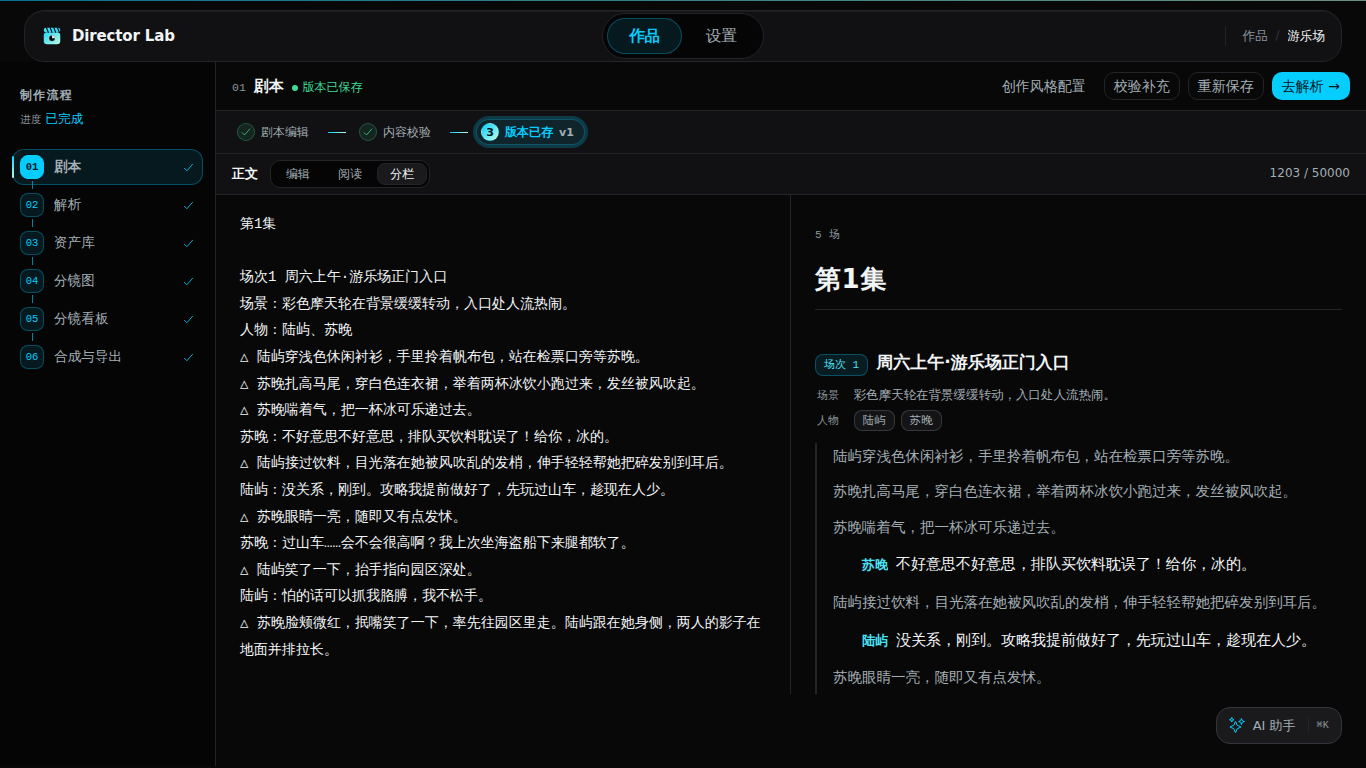 Director Lab
作品
设置
作品 / 游乐场
制作流程
进度 已完成
01 剧本
02 解析
03 资产库
04 分镜图
05 分镜看板
06 合成与导出
01 剧本 版本已保存
创作风格配置
校验补充
重新保存
去解析 →
剧本编辑
内容校验
3 版本已存 v1
正文
编辑
阅读
分栏
1203 / 50000
第1集
场次1 周六上午·游乐场正门入口
场景：彩色摩天轮在背景缓缓转动，入口处人流热闹。
人物：陆屿、苏晚
△ 陆屿穿浅色休闲衬衫，手里拎着帆布包，站在检票口旁等苏晚。
△ 苏晚扎高马尾，穿白色连衣裙，举着两杯冰饮小跑过来，发丝被风吹起。
△ 苏晚喘着气，把一杯冰可乐递过去。
苏晚：不好意思不好意思，排队买饮料耽误了！给你，冰的。
△ 陆屿接过饮料，目光落在她被风吹乱的发梢，伸手轻轻帮她把碎发别到耳后。
陆屿：没关系，刚到。攻略我提前做好了，先玩过山车，趁现在人少。
△ 苏晚眼睛一亮，随即又有点发怵。
苏晚：过山车……会不会很高啊？我上次坐海盗船下来腿都软了。
△ 陆屿笑了一下，抬手指向园区深处。
陆屿：怕的话可以抓我胳膊，我不松手。
△ 苏晚脸颊微红，抿嘴笑了一下，率先往园区里走。陆屿跟在她身侧，两人的影子在
地面并排拉长。
5 场
第1集
场次 1 周六上午·游乐场正门入口
场景 彩色摩天轮在背景缓缓转动，入口处人流热闹。
人物 陆屿 苏晚
陆屿穿浅色休闲衬衫，手里拎着帆布包，站在检票口旁等苏晚。
苏晚扎高马尾，穿白色连衣裙，举着两杯冰饮小跑过来，发丝被风吹起。
苏晚喘着气，把一杯冰可乐递过去。
苏晚 不好意思不好意思，排队买饮料耽误了！给你，冰的。
陆屿接过饮料，目光落在她被风吹乱的发梢，伸手轻轻帮她把碎发别到耳后。
陆屿 没关系，刚到。攻略我提前做好了，先玩过山车，趁现在人少。
苏晚眼睛一亮，随即又有点发怵。
AI 助手 ⌘K